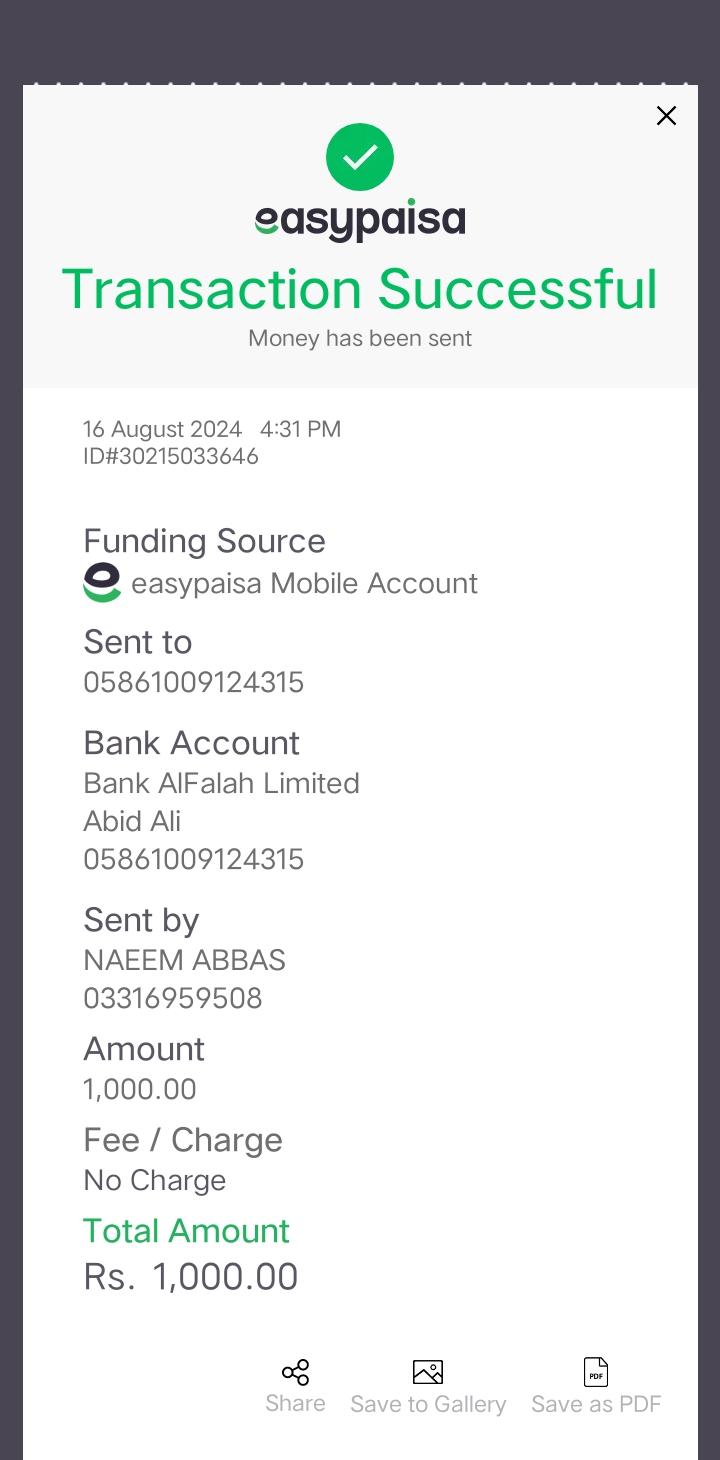 easypaisa
Transaction Successful
Money has been sent
16 August 2024 4:31 PM
ID#30215033646
Funding Source
easypaisa Mobile Account
Sent to
05861009124315
Bank Account
Bank AlFalah Limited
Abid Ali
05861009124315
Sent by
NAEEM ABBAS
03316959508
Amount
1,000.00
Fee / Charge
No Charge
Total Amount
Rs. 1,000.00
PDF
Share Save to Gallery Save as PDF